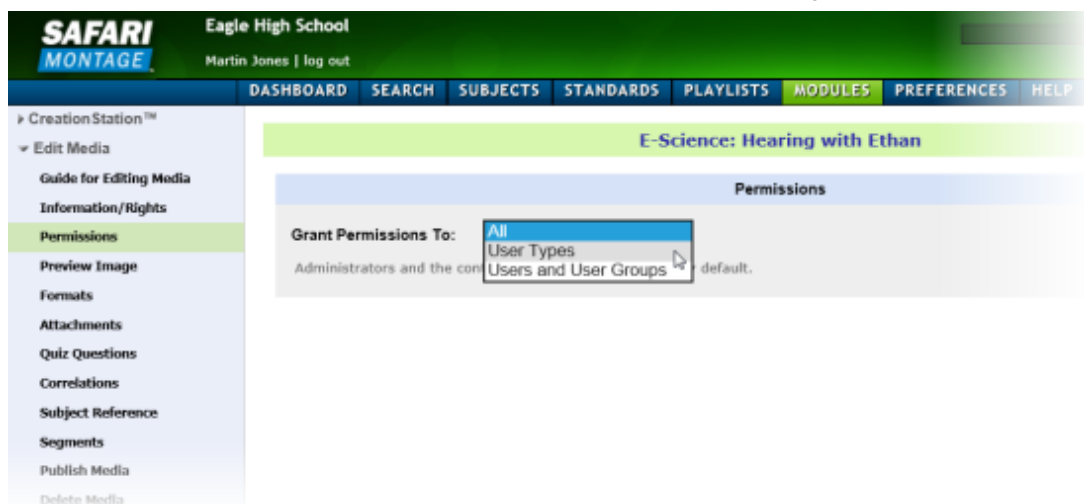 SAFARI
MONTAGE
Eagle High School
Martin Jones | log out
DASHBOARD SEARCH SUBJECTS STANDARDS PLAYLISTS MODULES PREFERENCES HELP
CreationStation™
Edit Media
Guide for Editing Media
Information/Rights
Permissions
Preview Image
Formats
Attachments
Quiz Questions
Correlations
Subject Reference
Segments
Publish Media
Delete Media
E-Science: Hearing with Ethan
Permissions
Grant Permissions To:
All
User Types
Users and User Groups
Administrators and the default.